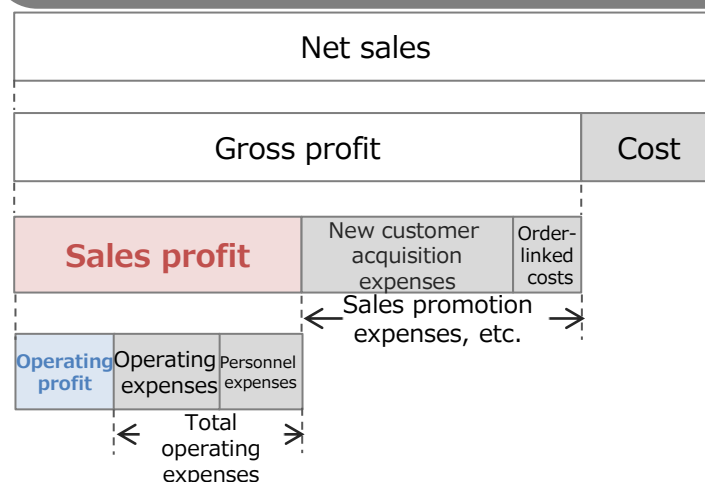 Net sales
Gross profit
Cost
Sales profit
New customer
acquisition
expenses
Order-
linked
costs
Sales promotion
expenses, etc.
Operating
profit
Operating
expenses
Personnel
expenses
Total
operating
expenses